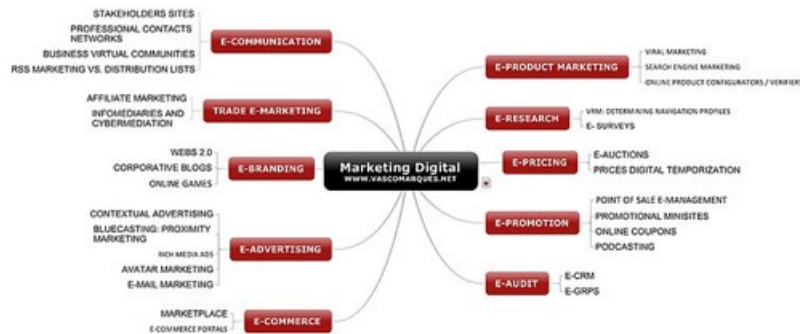 STAKEHOLDERS SITES
PROFESSIONAL CONTACTS
NETWORKS
BUSINESS VIRTUAL COMMUNITIES
RSS MARKETING VS. DISTRIBUTION LISTS
E-COMMUNICATION
AFFILIATE MARKETING
INFOMEDIARIES AND
CYBERMEDIATION
TRADE E-MARKETING
WEBS 2.0
CORPORATIVE BLOGS
ONLINE GAMES
E-BRANDING
CONTEXTUAL ADVERTISING
BLUECASTING: PROXIMITY
MARKETING
RICH MEDIA ADS
AVATAR MARKETING
E-MAIL MARKETING
E-ADVERTISING
MARKETPLACE
E-COMMERCE PORTALS
E-COMMERCE
Marketing Digital
WWW.VASCOMARQUES.NET
E-PRODUCT MARKETING
VIRAL MARKETING
SEARCH ENGINE MARKETING
ONLINE PRODUCT CONFIGURATORS / VERIFIERS
E-RESEARCH
VRM: DETERMINING NAVIGATION PROFILES
E- SURVEYS
E-PRICING
E-AUCTIONS
PRICES DIGITAL TEMPORIZATION
E-PROMOTION
POINT OF SALE E-MANAGEMENT
PROMOTIONAL MINISITES
ONLINE COUPONS
PODCASTING
E-AUDIT
E-CRM
E-GRPS